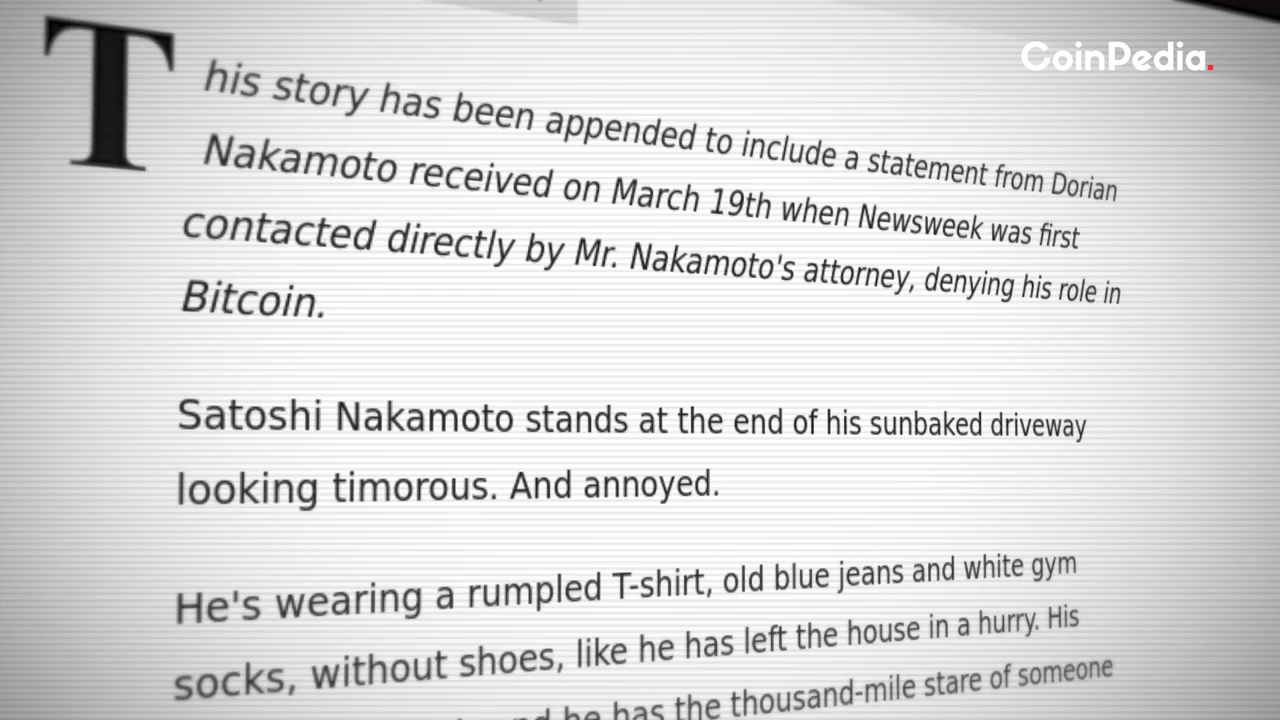 CoinPedia.
This story has been appended to include a statement from Dorian
Nakamoto received on March 19th when Newsweek was first
contacted directly by Mr. Nakamoto's attorney, denying his role in
Bitcoin.
Satoshi Nakamoto stands at the end of his sunbaked driveway
looking timorous. And annoyed.
He's wearing a rumpled T-shirt, old blue jeans and white gym
socks, without shoes, like he has left the house in a hurry. His
he has the thousand-mile stare of someone